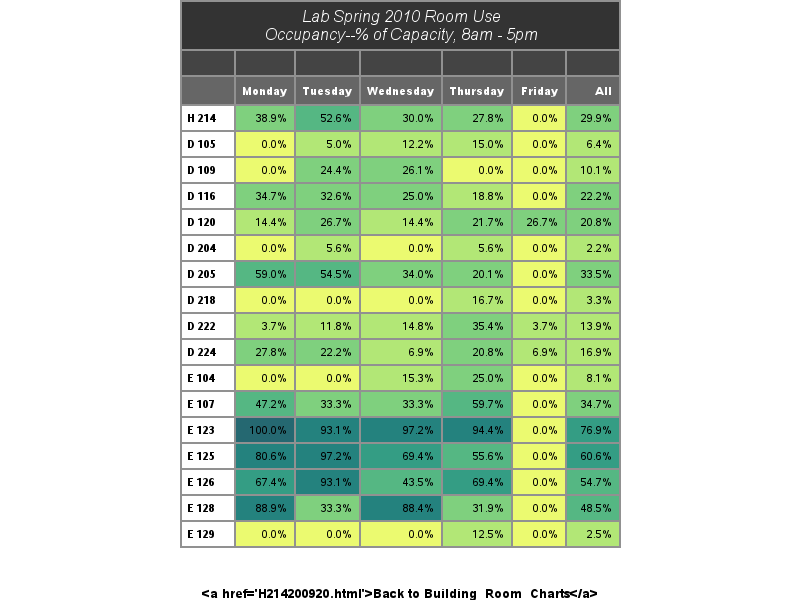 Lab Spring 2010 Room Use
Occupancy--% of Capacity, 8am - 5pm
Monday Tuesday Wednesday Thursday Friday All
H 214 38.9% 52.6% 30.0% 27.8% 0.0% 29.9%
D 105 0.0% 5.0% 12.2% 15.0% 0.0% 6.4%
D 109 0.0% 24.4% 26.1% 0.0% 0.0% 10.1%
D 116 34.7% 32.6% 25.0% 18.8% 0.0% 22.2%
D 120 14.4% 26.7% 14.4% 21.7% 26.7% 20.8%
D 204 0.0% 5.6% 0.0% 5.6% 0.0% 2.2%
D 205 59.0% 54.5% 34.0% 20.1% 0.0% 33.5%
D 218 0.0% 0.0% 0.0% 16.7% 0.0% 3.3%
D 222 3.7% 11.8% 14.8% 35.4% 3.7% 13.9%
D 224 27.8% 22.2% 6.9% 20.8% 6.9% 16.9%
E 104 0.0% 0.0% 15.3% 25.0% 0.0% 8.1%
E 107 47.2% 33.3% 33.3% 59.7% 0.0% 34.7%
E 123 100.0% 93.1% 97.2% 94.4% 0.0% 76.9%
E 125 80.6% 97.2% 69.4% 55.6% 0.0% 60.6%
E 126 67.4% 93.1% 43.5% 69.4% 0.0% 54.7%
E 128 88.9% 33.3% 88.4% 31.9% 0.0% 48.5%
E 129 0.0% 0.0% 0.0% 12.5% 0.0% 2.5%
<a href='H214200920.html'>Back to Building_Room_Charts</a>